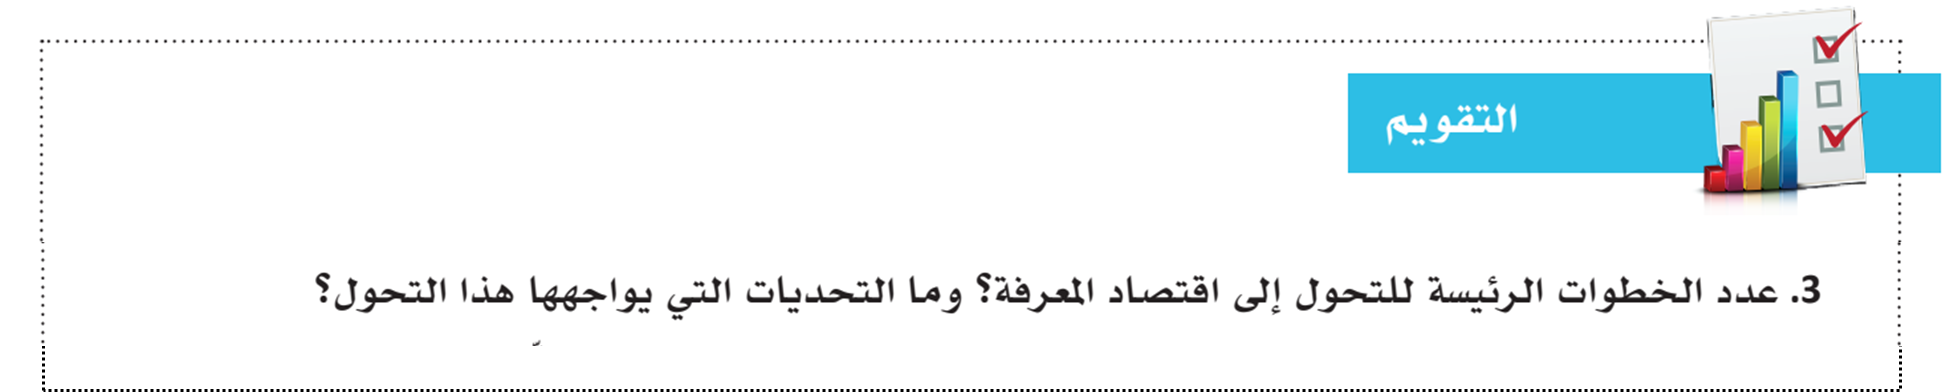 التقويم
3. عدد الخطوات الرئيسة للتحول إلى اقتصاد المعرفة؟ وما التحديات التي يواجهها هذا التحول؟